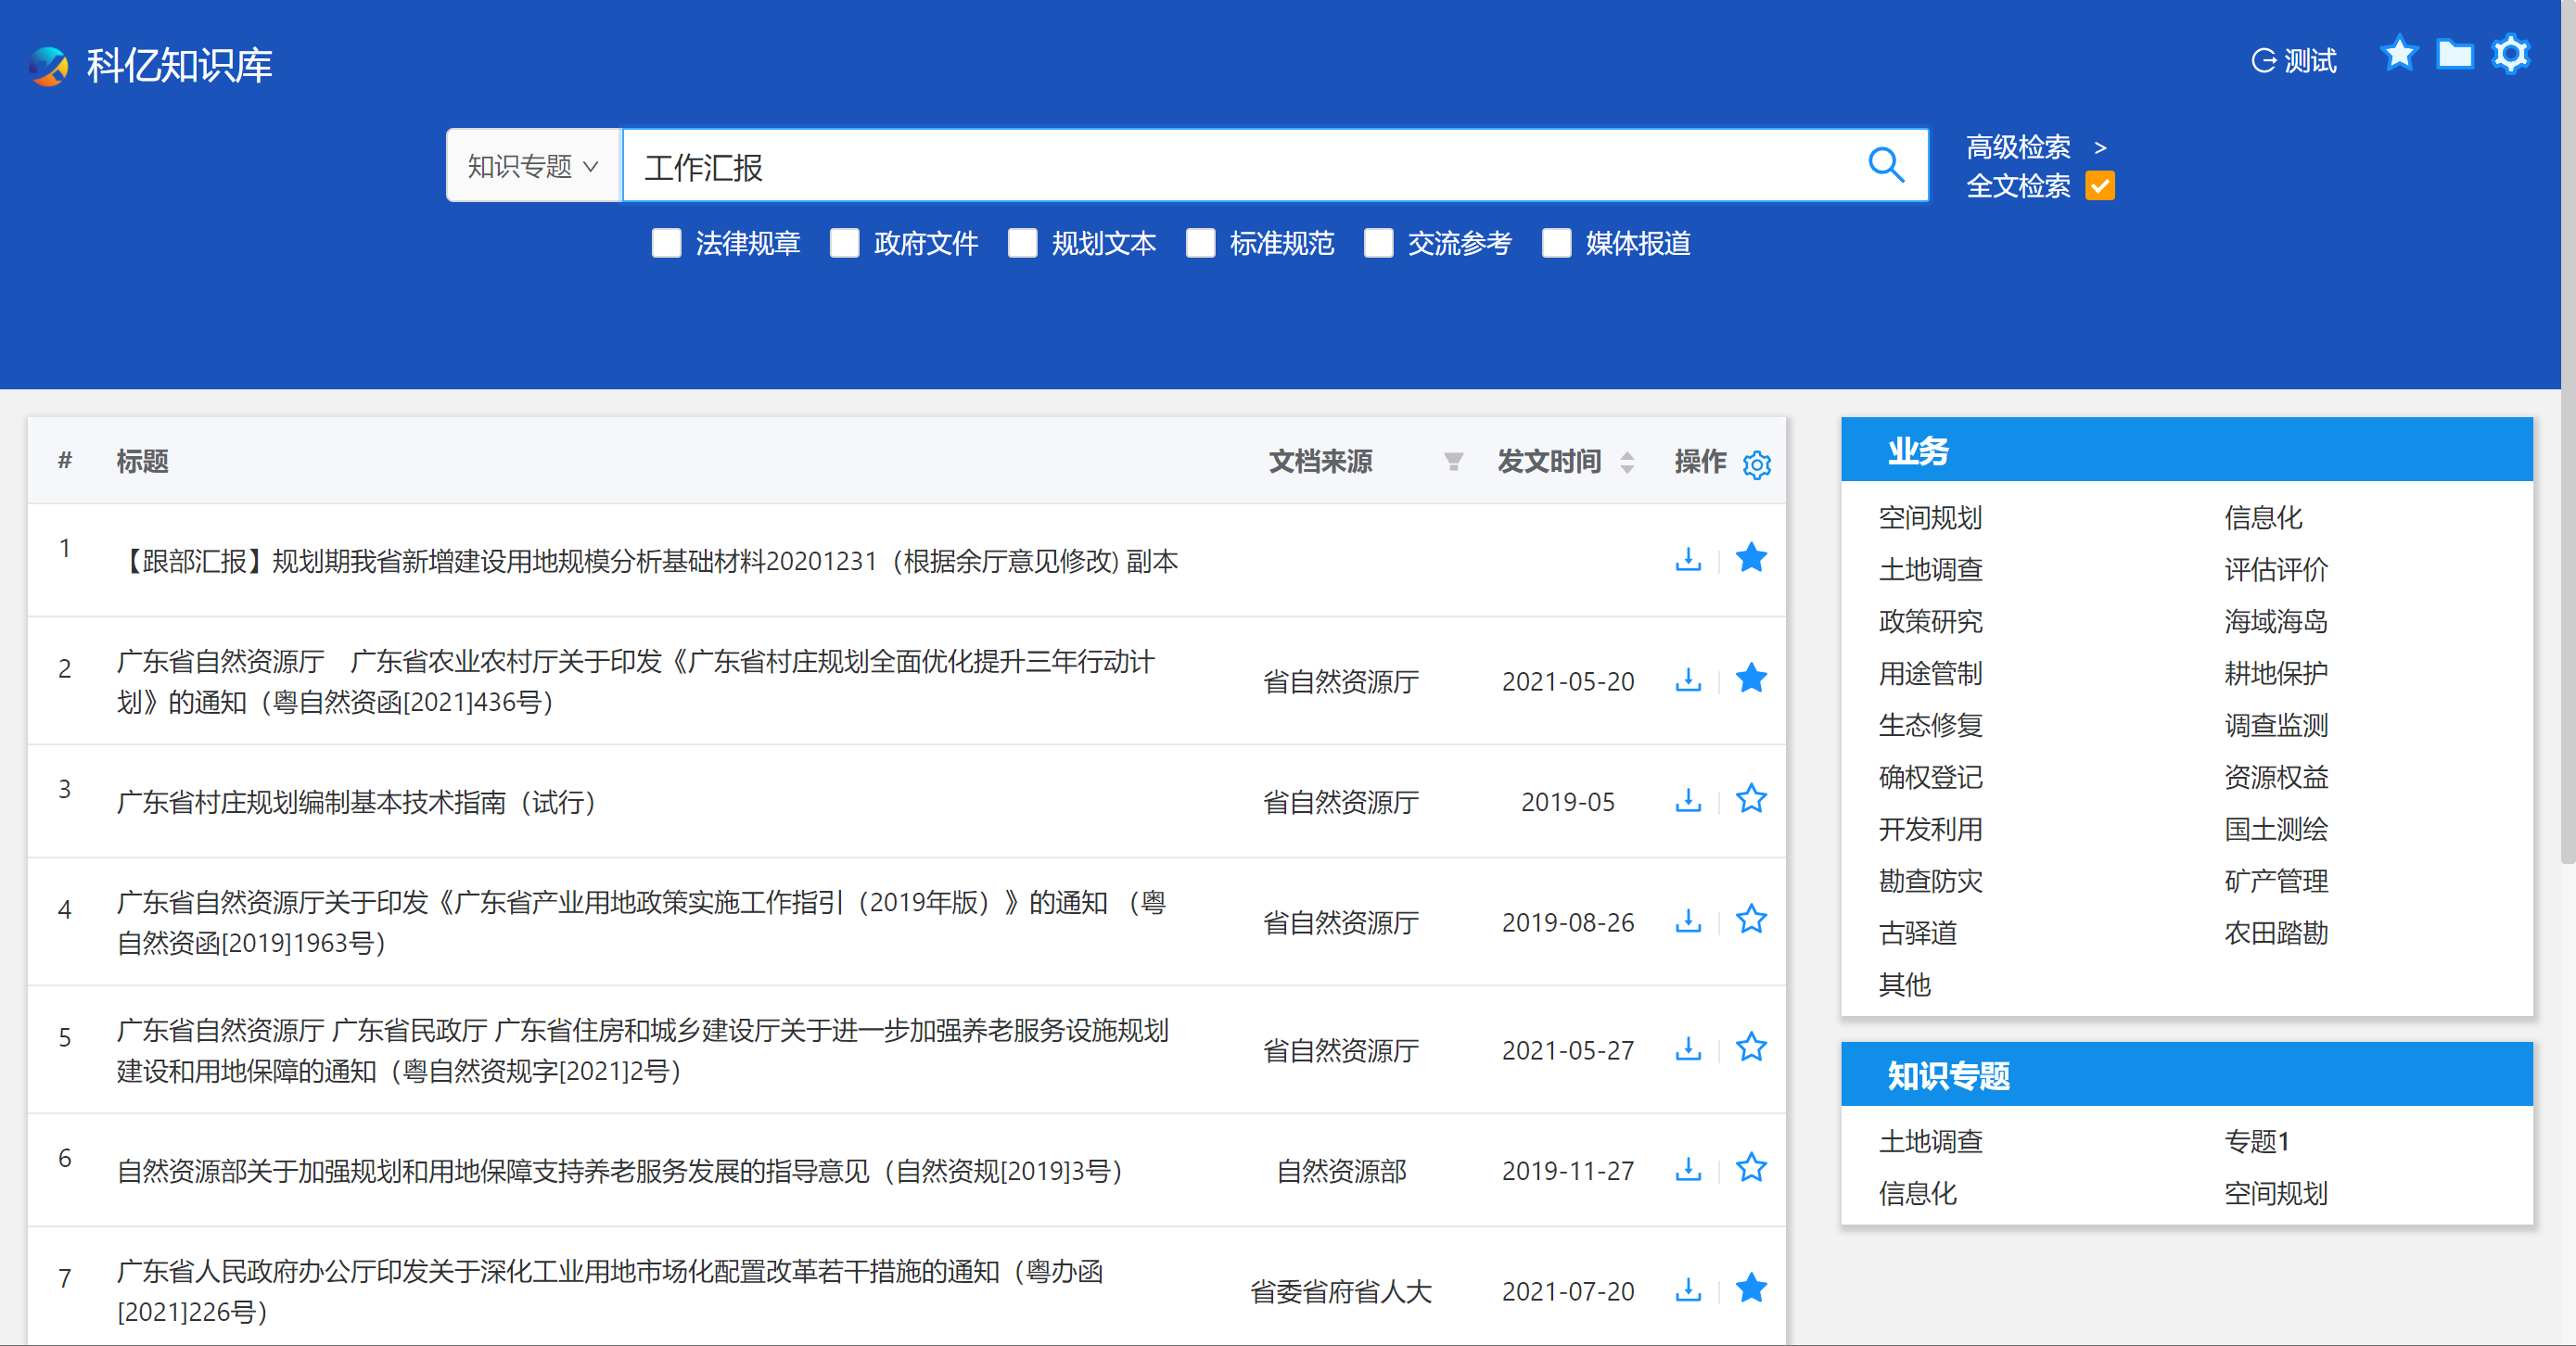 科亿知识库
测试
知识专题 工作汇报
高级检索 >
全文检索
法律规章 政府文件 规划文本 标准规范 交流参考 媒体报道
# 标题 文档来源 发文时间 操作
1 【跟部汇报】规划期我省新增建设用地规模分析基础材料20201231（根据余厅意见修改) 副本
2 广东省自然资源厅　广东省农业农村厅关于印发《广东省村庄规划全面优化提升三年行动计
划》的通知（粤自然资函[2021]436号） 省自然资源厅 2021-05-20
3 广东省村庄规划编制基本技术指南（试行） 省自然资源厅 2019-05
4 广东省自然资源厅关于印发《广东省产业用地政策实施工作指引（2019年版）》的通知 （粤
自然资函[2019]1963号） 省自然资源厅 2019-08-26
5 广东省自然资源厅 广东省民政厅 广东省住房和城乡建设厅关于进一步加强养老服务设施规划
建设和用地保障的通知（粤自然资规字[2021]2号） 省自然资源厅 2021-05-27
6 自然资源部关于加强规划和用地保障支持养老服务发展的指导意见（自然资规[2019]3号） 自然资源部 2019-11-27
7 广东省人民政府办公厅印发关于深化工业用地市场化配置改革若干措施的通知（粤办函
[2021]226号） 省委省府省人大 2021-07-20
业务
空间规划 信息化
土地调查 评估评价
政策研究 海域海岛
用途管制 耕地保护
生态修复 调查监测
确权登记 资源权益
开发利用 国土测绘
勘查防灾 矿产管理
古驿道 农田踏勘
其他
知识专题
土地调查 专题1
信息化 空间规划